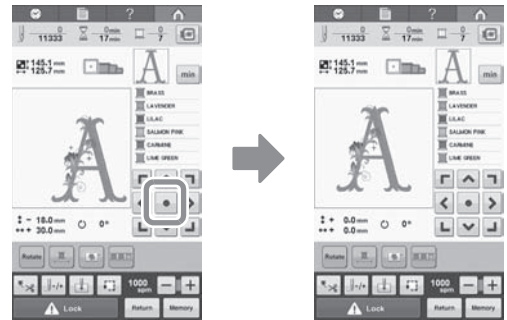 ?
0
11333
0min
17min
0
7
145.1 mm
125.7 mm
A
min
BRASS
LAVENDER
LILAC
SALMON PINK
CARMINE
LIME GREEN
A
- 18.0 mm
+ 30.0 mm
0°
Rotate
1000
spm
- +
Lock
Return
Memory
?
0
11333
0min
17min
0
7
145.1 mm
125.7 mm
A
min
BRASS
LAVENDER
LILAC
SALMON PINK
CARMINE
LIME GREEN
A
+ 0.0 mm
+ 0.0 mm
0°
Rotate
1000
spm
- +
Lock
Return
Memory